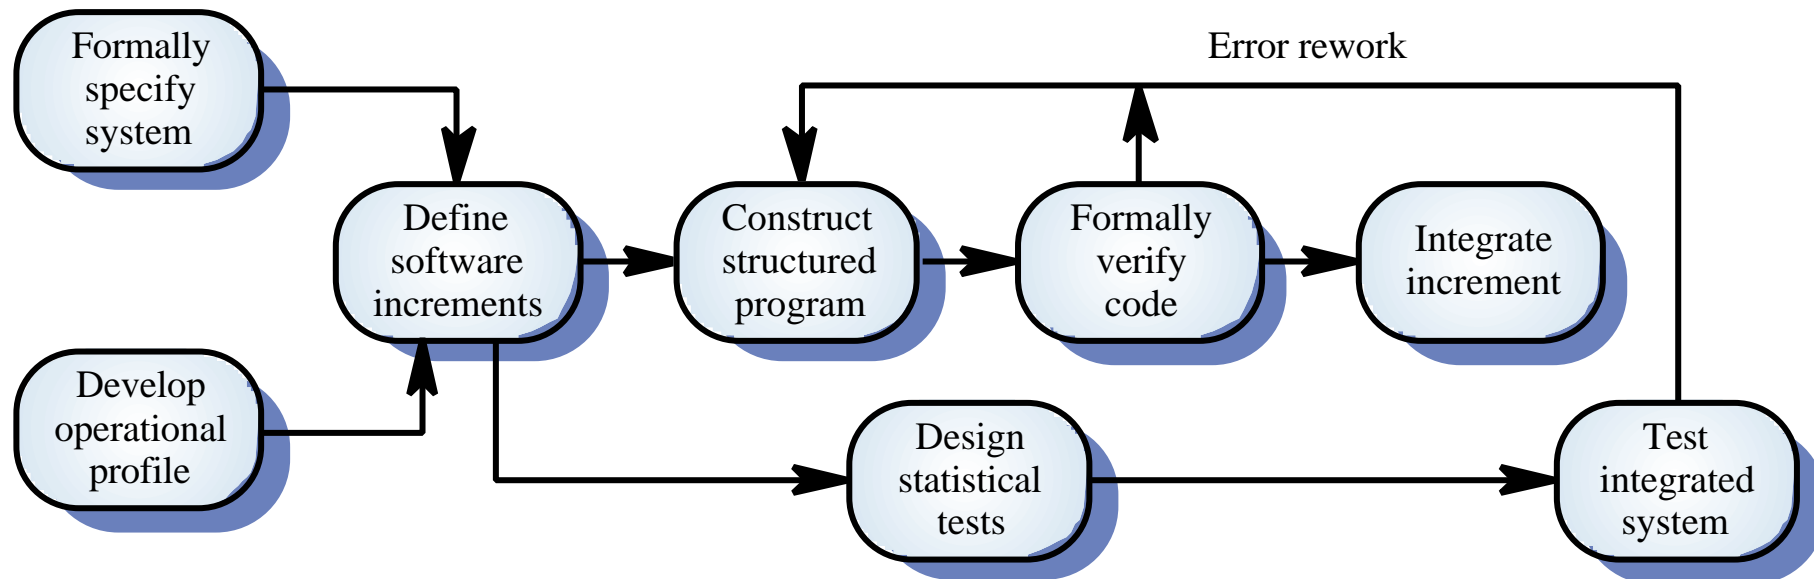 Formally
specify
system
Error rework
Define
software
increments
Construct
structured
program
Formally
verify
code
Integrate
increment
Develop
operational
profile
Design
statistical
tests
Test
integrated
system